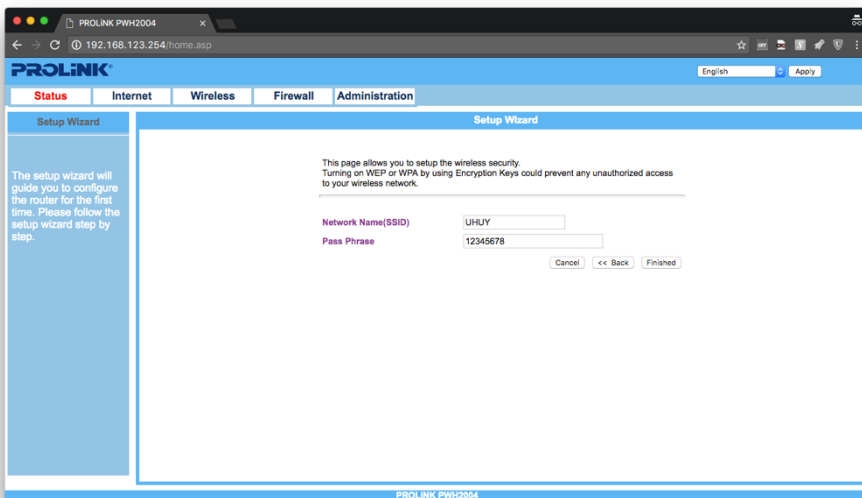 PROLiNK PWH2004
192.168.123.254/home.asp
PROLiNK®
English
Apply
Status
Internet
Wireless
Firewall
Administration
Setup Wizard
The setup wizard will
guide you to configure
the router for the first
time. Please follow the
setup wizard step by
step.
Setup Wizard
This page allows you to setup the wireless security.
Turning on WEP or WPA by using Encryption Keys could prevent any unauthorized access
to your wireless network.
Network Name(SSID)
UHUY
Pass Phrase
12345678
Cancel
<< Back
Finished
PROLiNK PWH2004